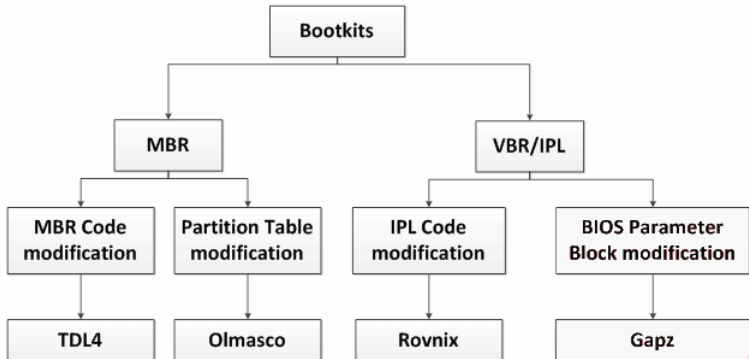 Bootkits
MBR
VBR/IPL
MBR Code
modification
Partition Table
modification
IPL Code
modification
BIOS Parameter
Block modification
TDL4
Olmasco
Rovnix
Gapz